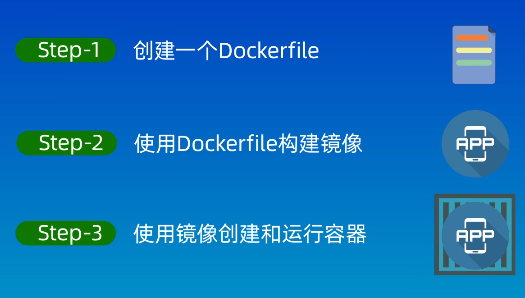 Step-1 创建一个Dockerfile
Step-2 使用Dockerfile构建镜像
APP
Step-3 使用镜像创建和运行容器
APP